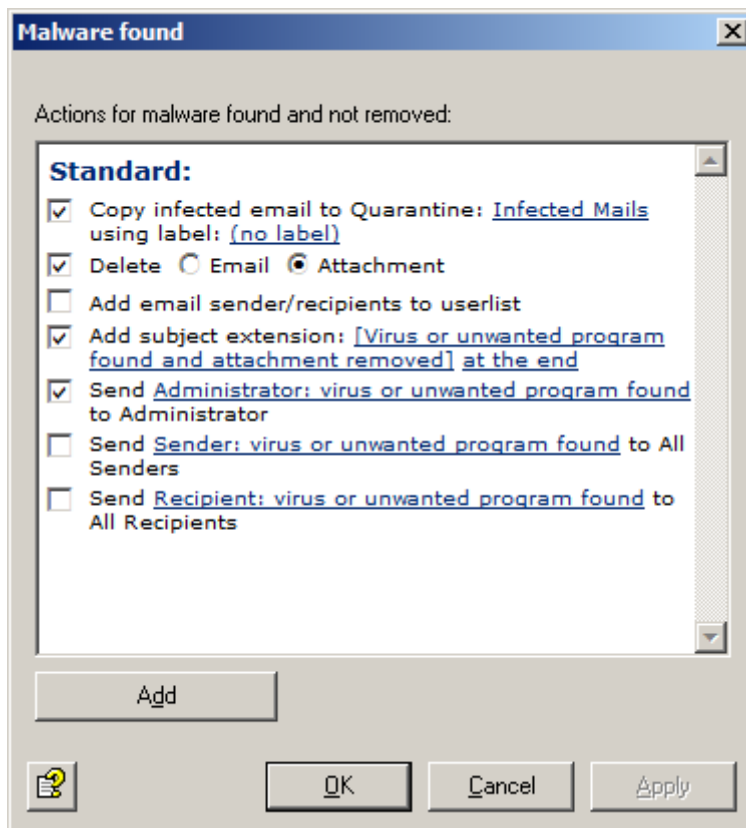 Malware found
Actions for malware found and not removed:
Standard:
Copy infected email to Quarantine: Infected Mails
using label: (no label)
Delete Email Attachment
Add email sender/recipients to userlist
Add subject extension: [Virus or unwanted program
found and attachment removed] at the end
Send Administrator: virus or unwanted program found
to Administrator
Send Sender: virus or unwanted program found to All
Senders
Send Recipient: virus or unwanted program found to
All Recipients
Add
OK Cancel Apply